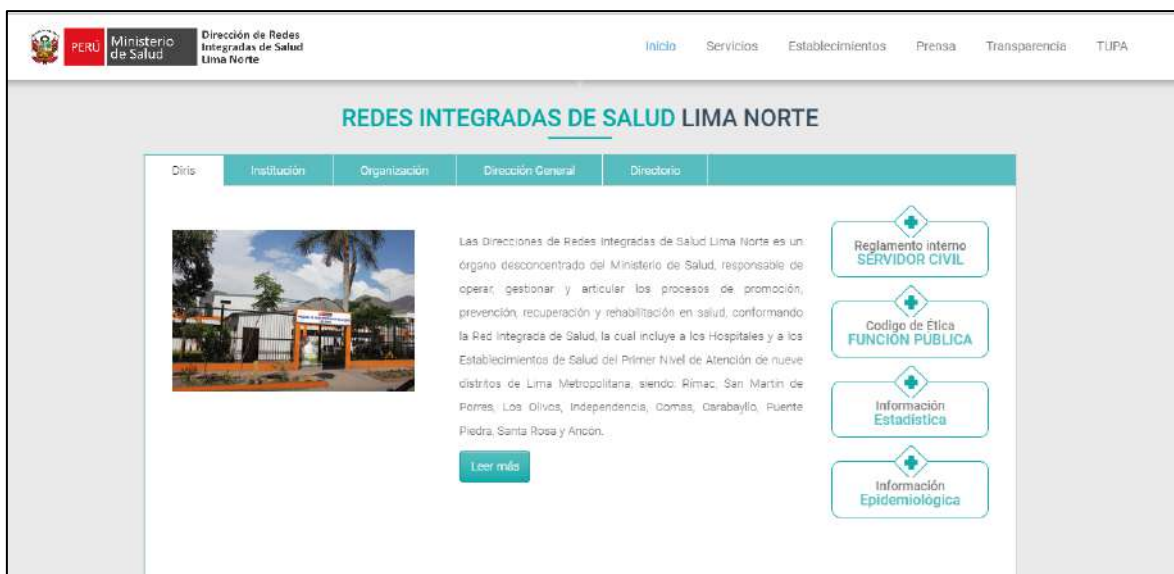 PERÚ
Ministerio
de Salud
Dirección de Redes
Integradas de Salud
Lima Norte
Inicio Servicios Establecimientos Prensa Transparencia TUPA
REDES INTEGRADAS DE SALUD LIMA NORTE
Diris Institución Organización Dirección General Directorio
Las Direcciones de Redes Integradas de Salud Lima Norte es un
órgano desconcentrado del Ministerio de Salud, responsable de
operar, gestionar y articular los procesos de promoción,
prevención, recuperación y rehabilitación en salud, conformando
la Red Integrada de Salud, la cual incluye a los Hospitales y a los
Establecimientos de Salud del Primer Nivel de Atención de nueve
distritos de Lima Metropolitana, siendo: Rímac, San Martin de
Porres, Los Olivos, Independencia, Comas, Carabayllo, Puente
Piedra, Santa Rosa y Ancón.
Leer más
Reglamento interno
SERVIDOR CIVIL
Codigo de Ética
FUNCIÓN PÚBLICA
Información
Estadística
Información
Epidemiológica